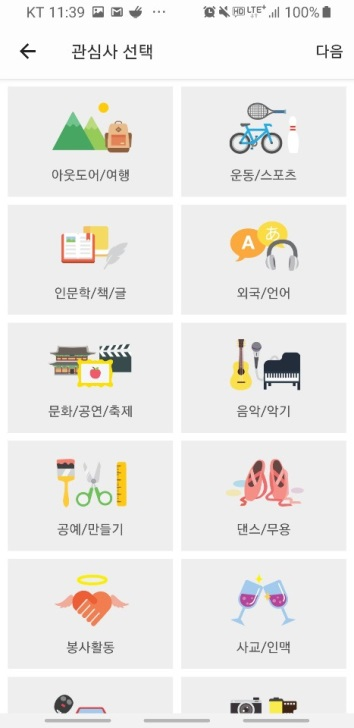 KT 11:39 HD LTE+ 100%
관심사 선택 다음
아웃도어/여행
운동/스포츠
인문학/책/글
A あ
외국/언어
문화/공연/축제
음악/악기
공예/만들기
댄스/무용
봉사활동
사교/인맥